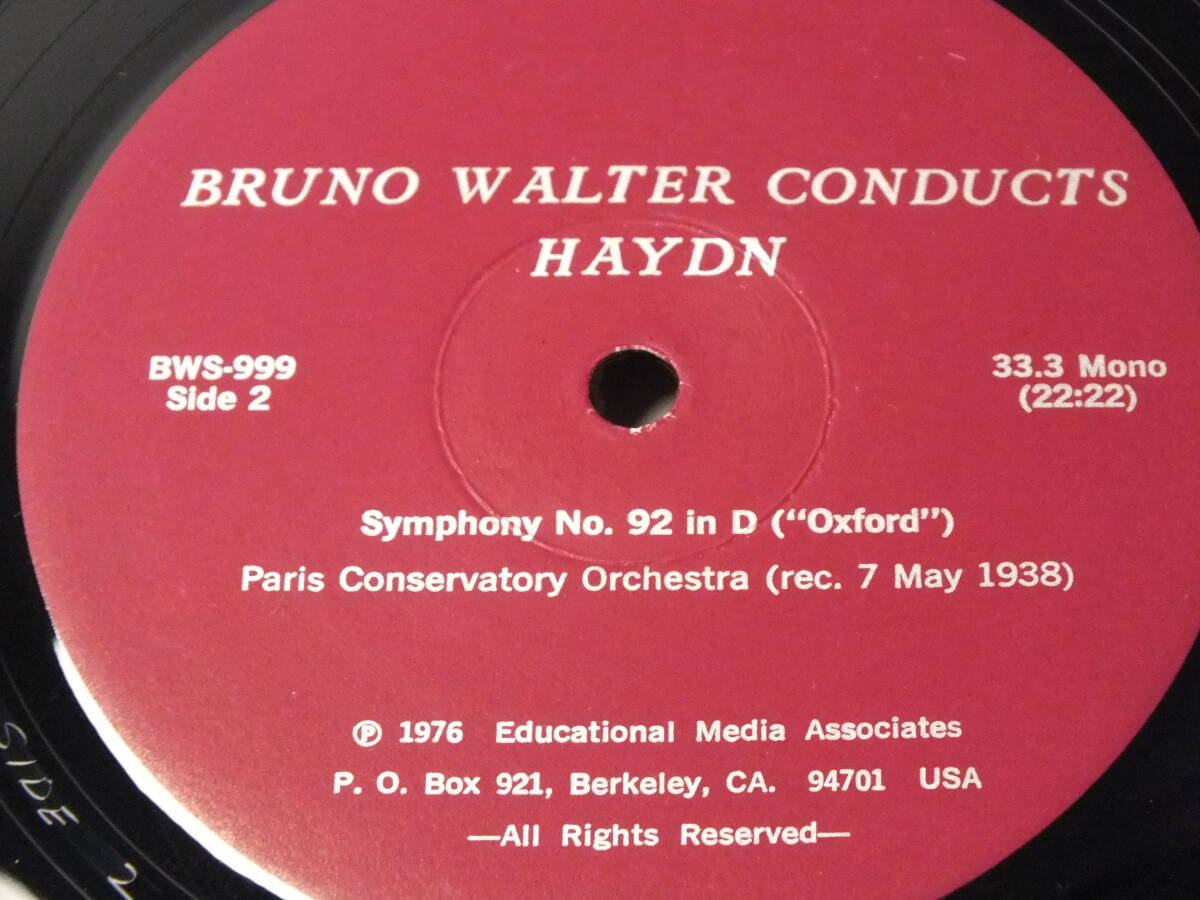 BRUNO WALTER CONDUCTS
HAYDN
BWS-999
Side 2
33.3 Mono
(22:22)
Symphony No. 92 in D ("Oxford")
Paris Conservatory Orchestra (rec. 7 May 1938)
℗ 1976 Educational Media Associates
P. O. Box 921, Berkeley, CA. 94701 USA
—All Rights Reserved—
SIDE 2